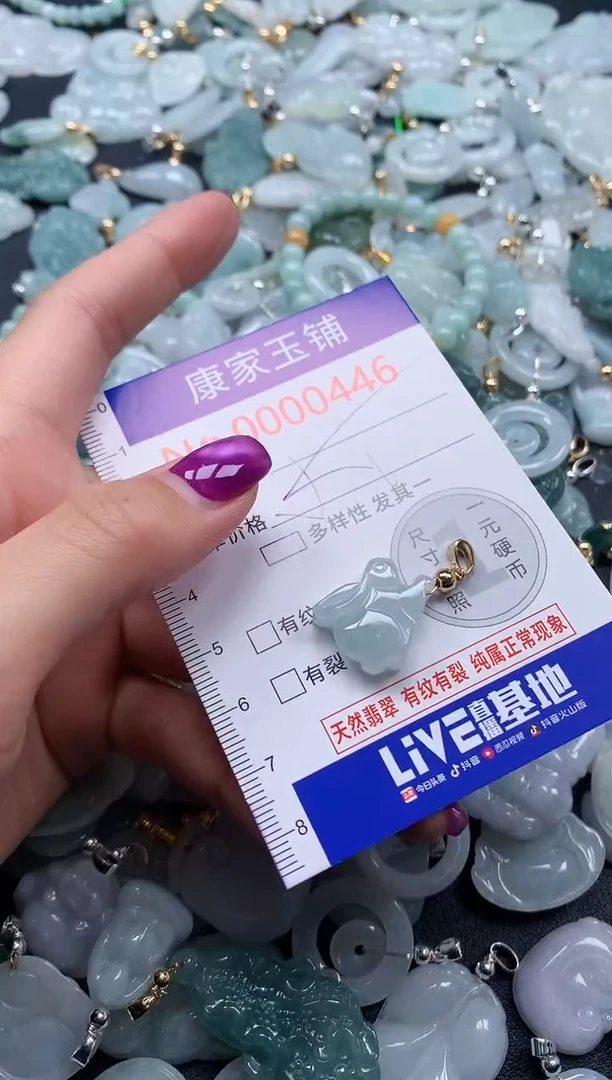 康家玉铺
No.0000446
价格
多样性 发其一
一元硬币
尺寸
照
有纹
有裂
天然翡翠 有纹有裂 纯属正常现象
LiVE直播基地
今日头条 抖音 西瓜视频 抖音火山版
0
1
4
5
6
7
8